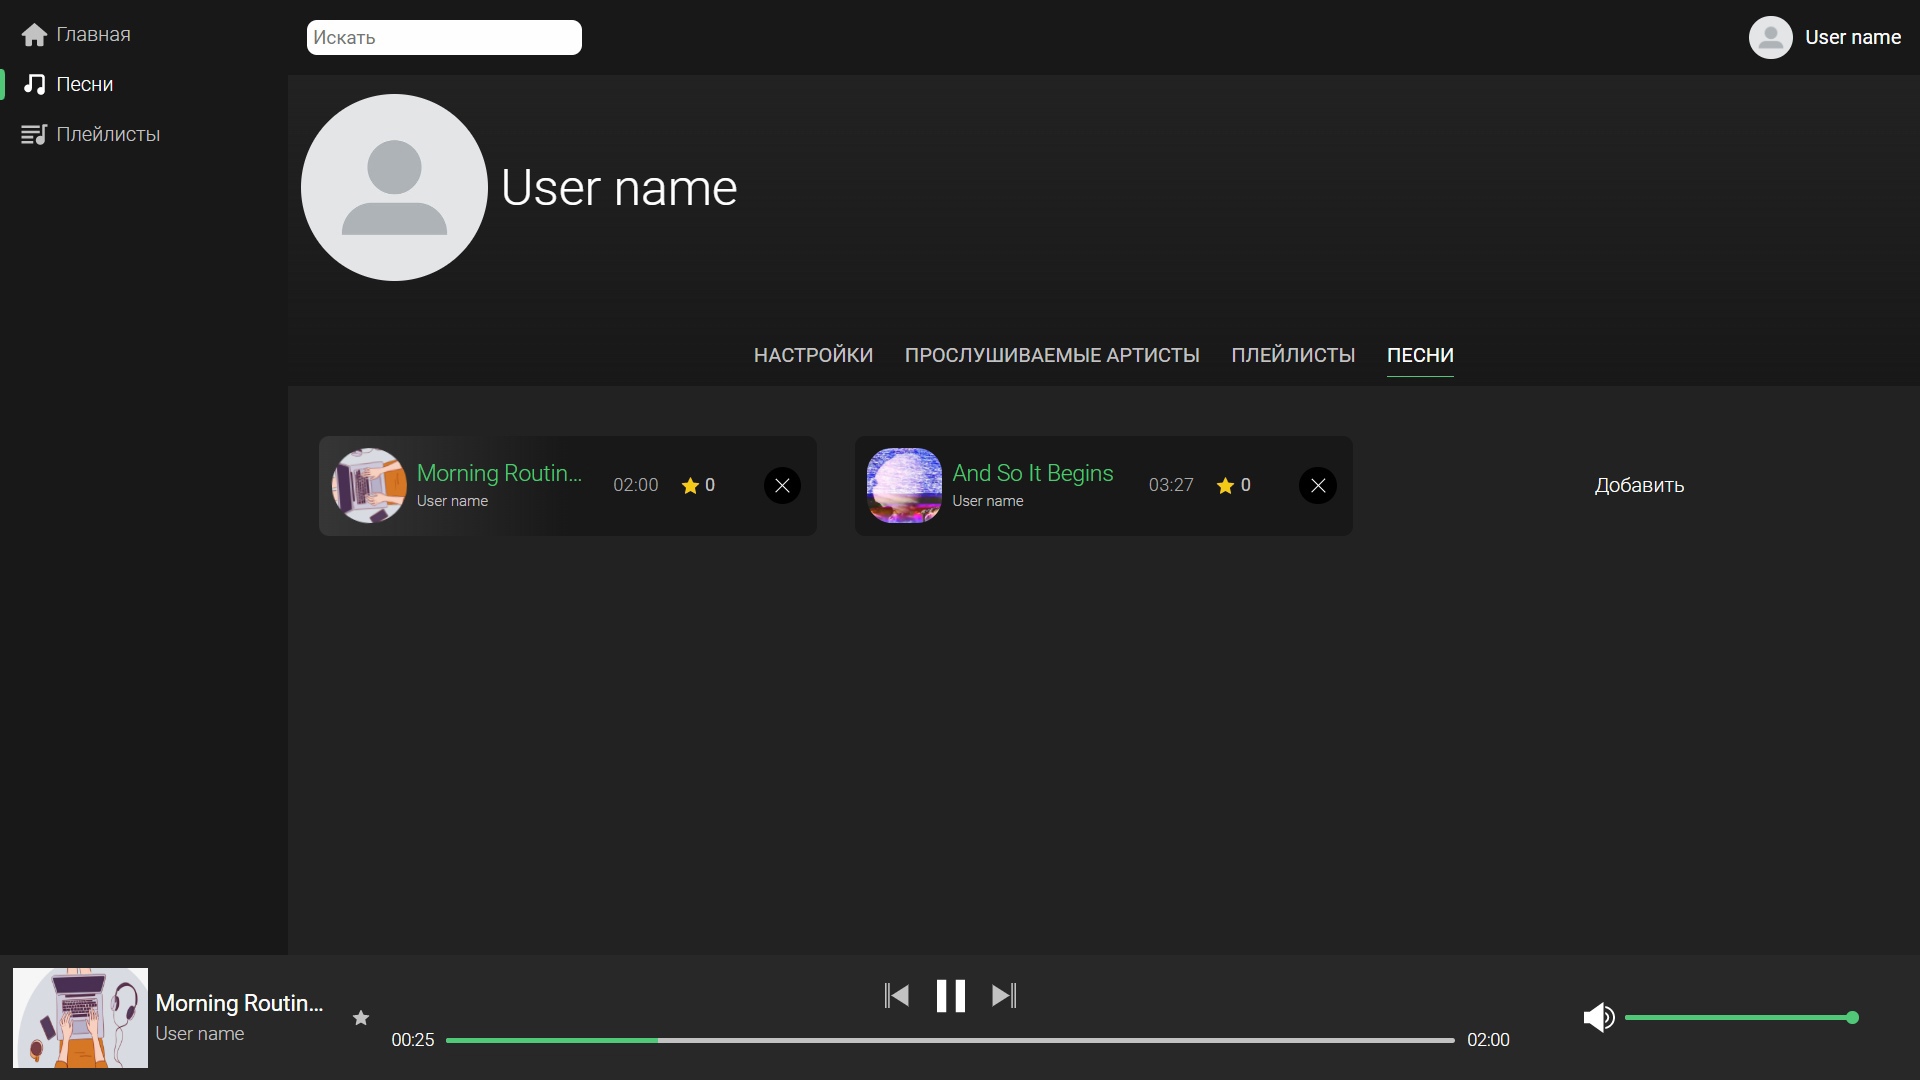 Главная
Песни
Плейлисты
Искать
User name
User name
НАСТРОЙКИ ПРОСЛУШИВАЕМЫЕ АРТИСТЫ ПЛЕЙЛИСТЫ ПЕСНИ
Morning Routin...
User name
02:00
0
And So It Begins
User name
03:27
0
Добавить
Morning Routin...
User name
00:25
02:00